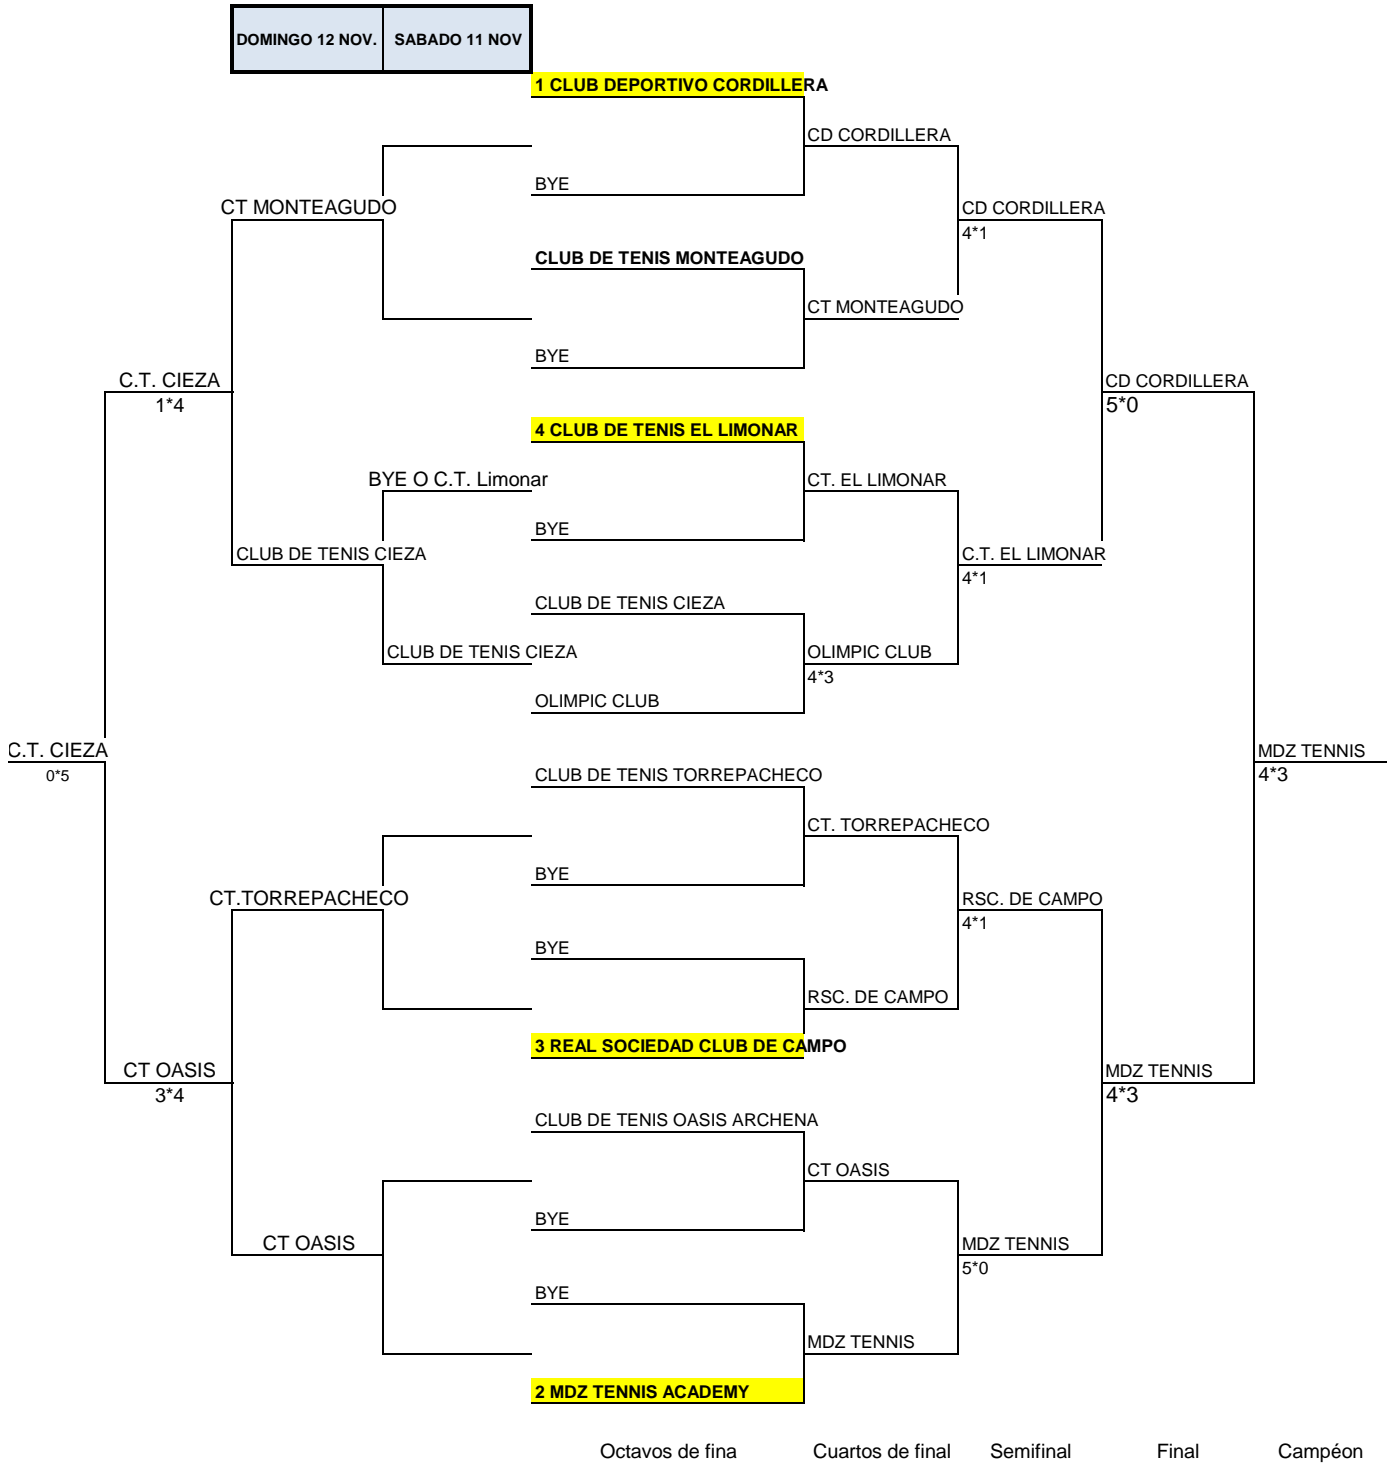 DOMINGO 12 NOV. SABADO 11 NOV
1 CLUB DEPORTIVO CORDILLERA
CD CORDILLERA
BYE
CT MONTEAGUDO
CD CORDILLERA
4*1
CLUB DE TENIS MONTEAGUDO
CT MONTEAGUDO
BYE
C.T. CIEZA
CD CORDILLERA
1*4
5*0
4 CLUB DE TENIS EL LIMONAR
BYE O C.T. Limonar
CT. EL LIMONAR
BYE
CLUB DE TENIS CIEZA
C.T. EL LIMONAR
4*1
CLUB DE TENIS CIEZA
CLUB DE TENIS CIEZA
OLIMPIC CLUB
4*3
OLIMPIC CLUB
C.T. CIEZA
MDZ TENNIS
0*5
4*3
CLUB DE TENIS TORREPACHECO
CT. TORREPACHECO
BYE
CT.TORREPACHECO
RSC. DE CAMPO
4*1
BYE
RSC. DE CAMPO
3 REAL SOCIEDAD CLUB DE CAMPO
CT OASIS
MDZ TENNIS
3*4
4*3
CLUB DE TENIS OASIS ARCHENA
CT OASIS
BYE
CT OASIS
MDZ TENNIS
5*0
BYE
MDZ TENNIS
2 MDZ TENNIS ACADEMY
Octavos de fina Cuartos de final Semifinal Final Campéon